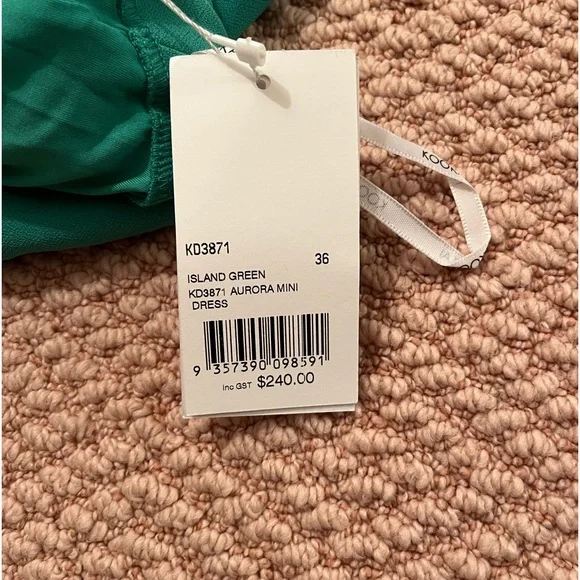 KD3871
36
ISLAND GREEN
KD3871 AURORA MINI
DRESS
9 357390 098591
Inc GST $240.00